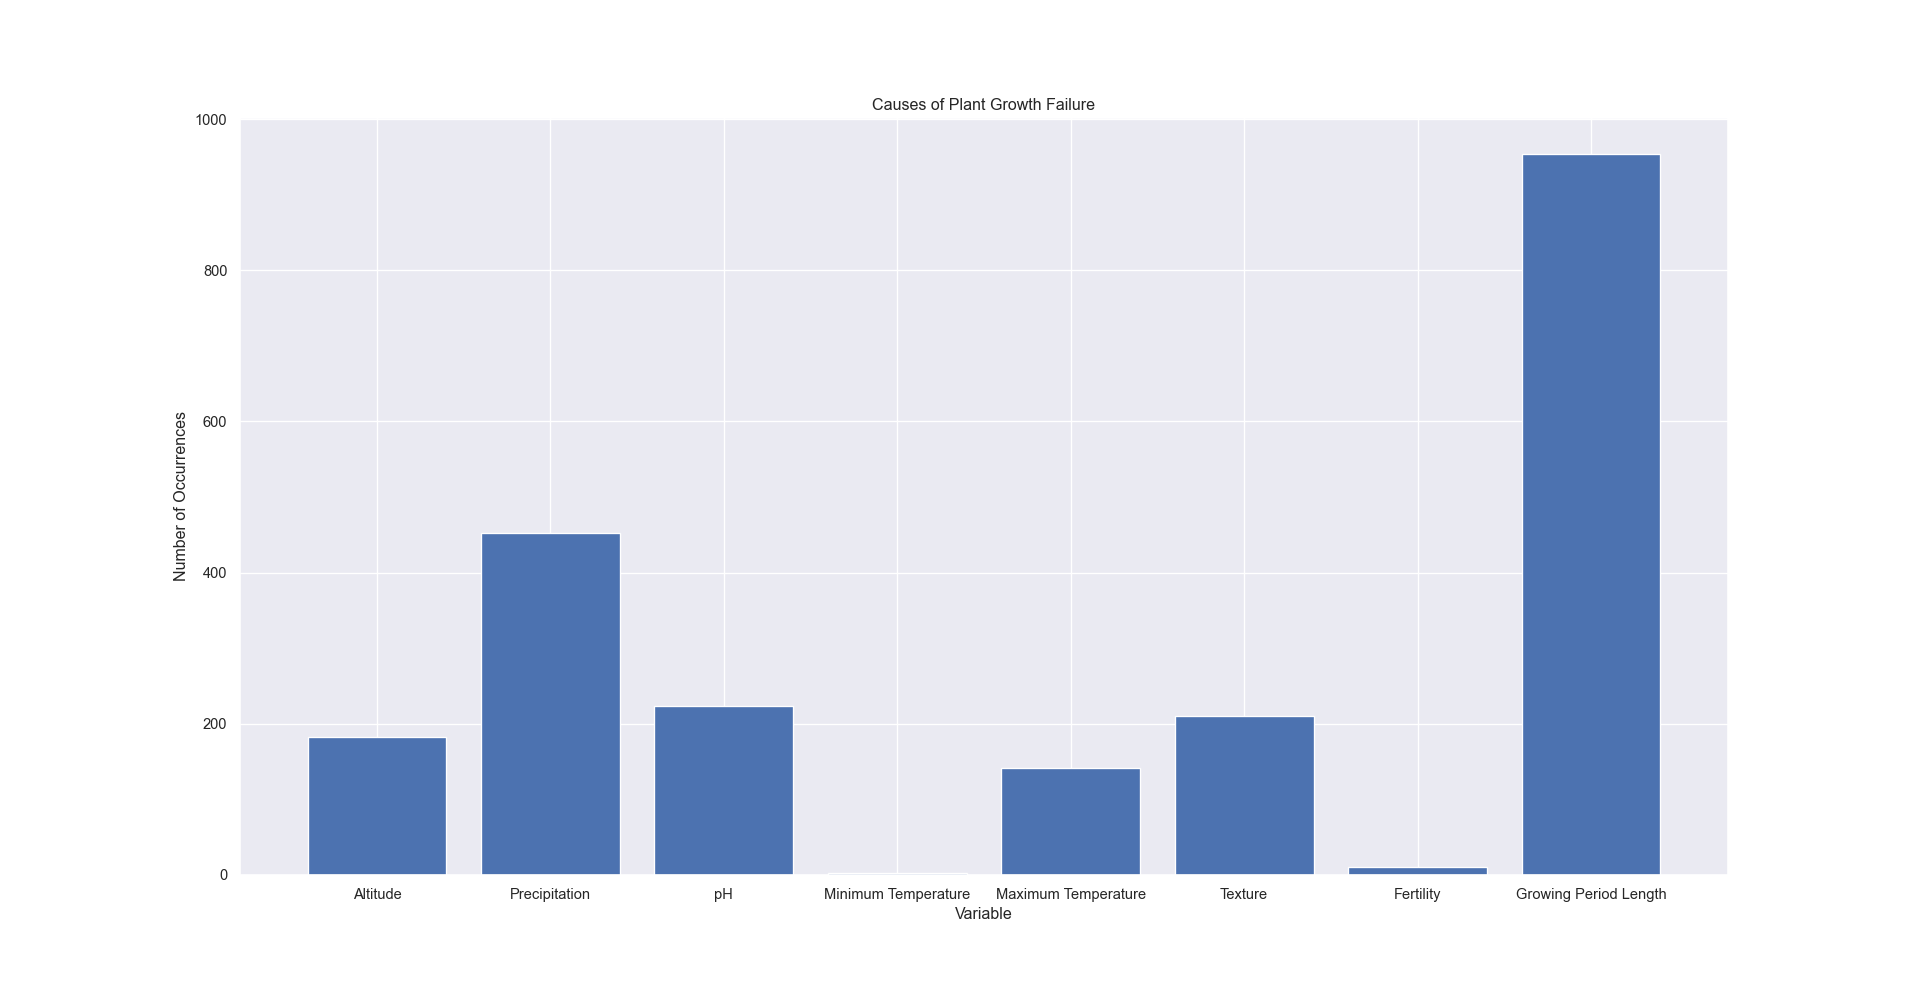 Causes of Plant Growth Failure
1000
800
600
400
200
0
Number of Occurrences
Altitude
Precipitation
pH
Minimum Temperature
Maximum Temperature
Texture
Fertility
Growing Period Length
Variable